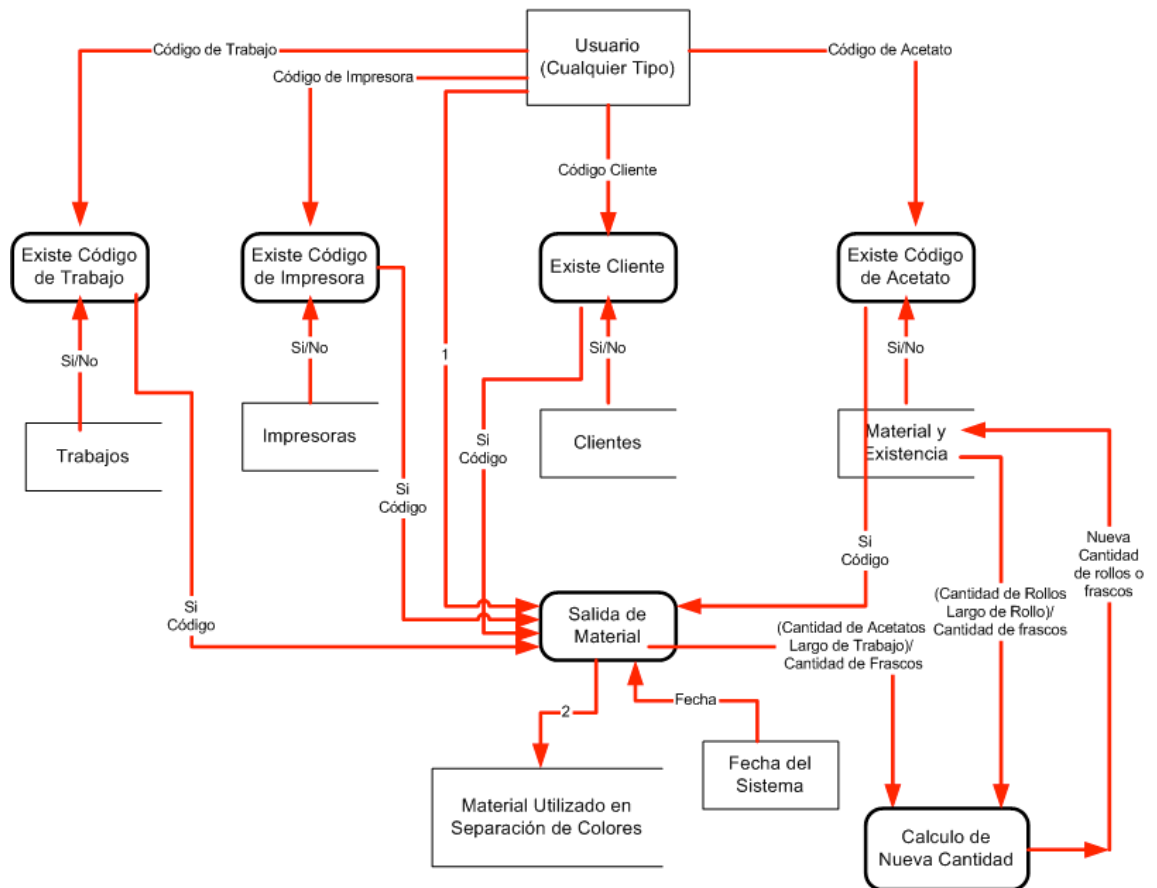 Usuario
(Cualquier Tipo)
Código de Trabajo
Código de Acetato
Código de Impresora
Código Cliente
Existe Código
de Trabajo
Existe Código
de Impresora
Existe Cliente
Existe Código
de Acetato
Si/No
Si/No
1
Si/No
Si/No
Trabajos
Impresoras
Clientes
Material y
Existencia
Si
Código
Si
Código
Si
Código
Nueva
Cantidad
de rollos o
frascos
Si
Código
Salida de
Material
(Cantidad de Rollos
Largo de Rollo)/
Cantidad de frascos
(Cantidad de Acetatos
Largo de Trabajo)/
Cantidad de Frascos
2
Fecha
Fecha del
Sistema
Material Utilizado en
Separación de Colores
Calculo de
Nueva Cantidad